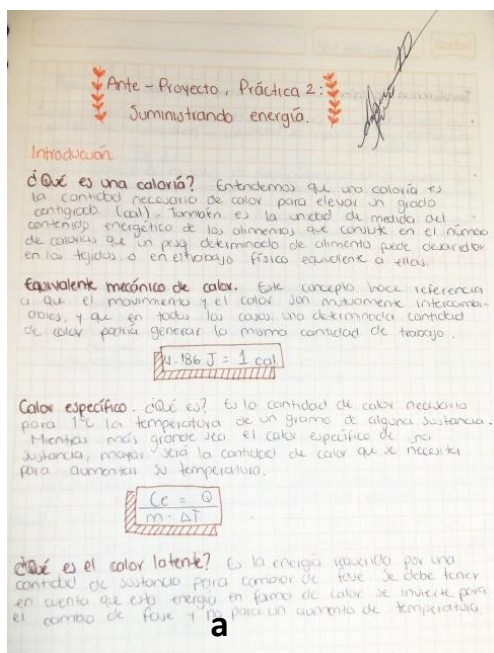 Ante-Proyecto, Práctica 2:
Suministrando energía.
Introducción
¿Qué es una caloría? Entendemos que una caloría es
la cantidad necesaria de calor para elevar un grado
centígrado (cal). También es la unidad de medida del
contenido energético de los alimentos que consiste en el número
de calorías que un peso determinado de alimento puede desarrollar
en los tejidos, o en el trabajo físico equivalente a ellas.
Equivalente mecánico de calor. Este concepto hace referencia
a que el movimiento y el calor son mutuamente intercambi-
ables, y que en todos los casos, una determinada cantidad
de calor podría generar la misma cantidad de trabajo.
4.186 J = 1 cal
Calor específico. ¿Qué es? Es la cantidad de calor necesario
para 1°C la temperatura de un gramo de alguna sustancia.
Mientras más grande sea el calor específico de una
sustancia, mayor será la cantidad de calor que se necesita
para aumentar su temperatura.
Ce = Q
m · ΔT
¿Qué es el calor latente? Es la energía requerida por una
cantidad de sustancia para cambiar de fase. Se debe tener
en cuenta que esta energía en forma de calor se invierte para
el cambio de fase y no para un aumento de temperatura.
a